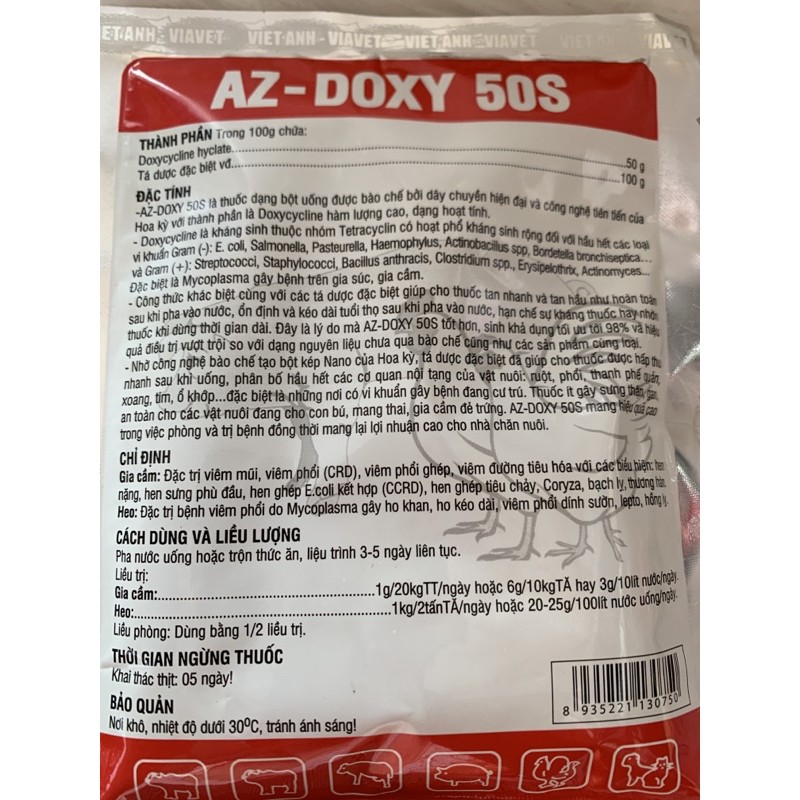 ET ANH - VIAVET VIET ANH - VIAVET VIET ANH - VIAVET VIET ANH VIAV
AZ-DOXY 50S
THÀNH PHẦN Trong 100g chứa:
Doxycycline hyclate...50 g
Tá dược đặc biệt vđ...100 g
ĐẶC TÍNH
-AZ-DOXY 50S là thuốc dạng bột uống được bào chế bởi dây chuyền hiện đại và công nghệ tiên tiến của
Hoa kỳ với thành phần là Doxycycline hàm lượng cao, dạng hoạt tính.
- Doxycycline là kháng sinh thuộc nhóm Tetracyclin có hoạt phổ kháng sinh rộng đối với hầu hết các loại
vi khuẩn Gram (-): E. coli, Salmonella, Pasteurella, Haemophylus, Actinobacillus spp, Bordetella bronchiseptica...
và Gram (+): Streptococci, Staphylococci, Bacillus anthracis, Clostridium spp., Erysipelothrix, Actinomyces...
Đặc biệt là Mycoplasma gây bệnh trên gia súc, gia cầm.
- Công thức khác biệt cùng với các tá dược đặc biệt giúp cho thuốc tan nhanh và tan hầu như hoàn toàn
sau khi pha vào nước, ổn định và kéo dài tuổi thọ sau khi pha vào nước, hạn chế sự kháng thuốc hay nhờn
thuốc khi dùng thời gian dài. Đây là lý do mà AZ-DOXY 50S tốt hơn, sinh khả dụng tối ưu tới 98% và hiệu
quả điều trị vượt trội so với dạng nguyên liệu chưa qua bào chế cũng như các sản phẩm cùng loại.
- Nhờ công nghệ bào chế tạo bột kép Nano của Hoa kỳ, tá dược đặc biệt đã giúp cho thuốc được hấp thu
nhanh sau khi uống, phân bố hầu hết các cơ quan nội tạng của vật nuôi: ruột, phổi, thanh phế quản,
xoang, tim, ổ khớp...đặc biệt là những nơi có vi khuẩn gây bệnh đang cư trú. Thuốc ít gây sưng thận, gan,
an toàn cho các vật nuôi đang cho con bú, mang thai, gia cầm đẻ trứng. AZ-DOXY 50S mang hiệu quả cao
trong việc phòng và trị bệnh đồng thời mang lại lợi nhuận cao cho nhà chăn nuôi.
CHỈ ĐỊNH
Gia cầm: Đặc trị viêm mũi, viêm phổi (CRD), viêm phổi ghép, viêm đường tiêu hóa với các biểu hiện: hen
nặng, hen sưng phù đầu, hen ghép E.coli kết hợp (CCRD), hen ghép tiêu chảy, Coryza, bạch lỵ, thương hàn.
Heo: Đặc trị bệnh viêm phổi do Mycoplasma gây ho khan, ho kéo dài, viêm phổi dính sườn, lepto, hồng lỵ.
CÁCH DÙNG VÀ LIỀU LƯỢNG
Pha nước uống hoặc trộn thức ăn, liệu trình 3-5 ngày liên tục.
Liều trị:
Gia cầm:...1g/20kgTT/ngày hoặc 6g/10kgTĂ hay 3g/10lít nước/ngày.
Heo:...1kg/2tấnTĂ/ngày hoặc 20-25g/100lít nước uống/ngày.
Liều phòng: Dùng bằng 1/2 liều trị.
THỜI GIAN NGỪNG THUỐC
Khai thác thịt: 05 ngày!
BẢO QUẢN
Nơi khô, nhiệt độ dưới 30ºC, tránh ánh sáng!
8 935221 130750